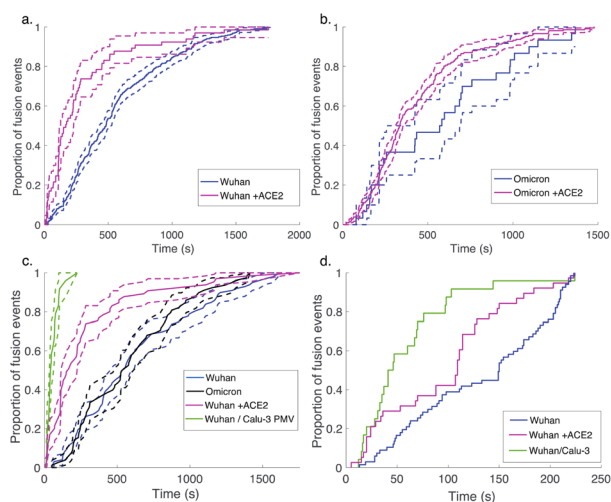 a.
Proportion of fusion events
1
0.8
0.6
0.4
0.2
0
Wuhan
Wuhan +ACE2
0 500 1000 1500 2000
Time (s)
b.
Proportion of fusion events
1
0.8
0.6
0.4
0.2
0
Omicron
Omicron +ACE2
0 500 1000 1500
Time (s)
c.
Proportion of fusion events
1
0.8
0.6
0.4
0.2
0
Wuhan
Omicron
Wuhan +ACE2
Wuhan / Calu-3 PMV
0 500 1000 1500
Time (s)
d.
Proportion of fusion events
1
0.8
0.6
0.4
0.2
0
Wuhan
Wuhan +ACE2
Wuhan/Calu-3
0 50 100 150 200 250
Time (s)